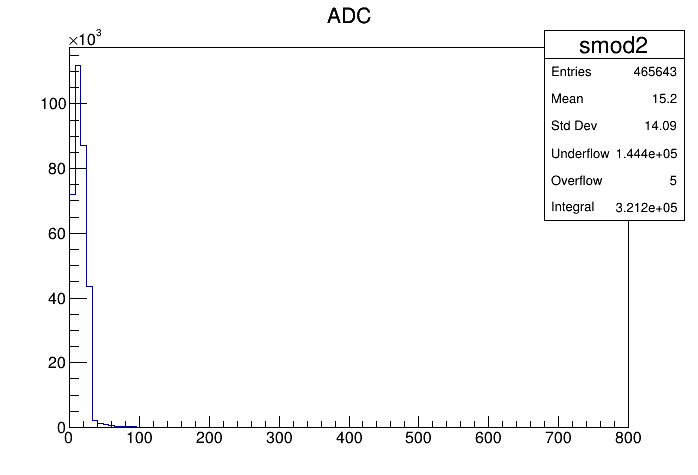 ADC
×10³
smod2
Entries 465643
Mean 15.2
Std Dev 14.09
Underflow 1.444e+05
Overflow 5
Integral 3.212e+05
100
80
60
40
20
0
0 100 200 300 400 500 600 700 800